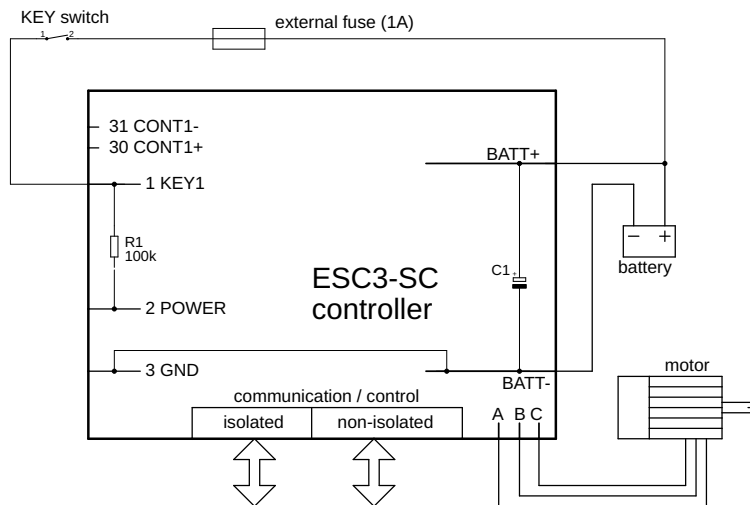 KEY switch
external fuse (1A)
1 2
31 CONT1-
30 CONT1+
BATT+
1 KEY1
R1
100k
− +
battery
C1
+
ESC3-SC
controller
2 POWER
3 GND
motor
BATT-
communication / control
isolated
non-isolated
A B C